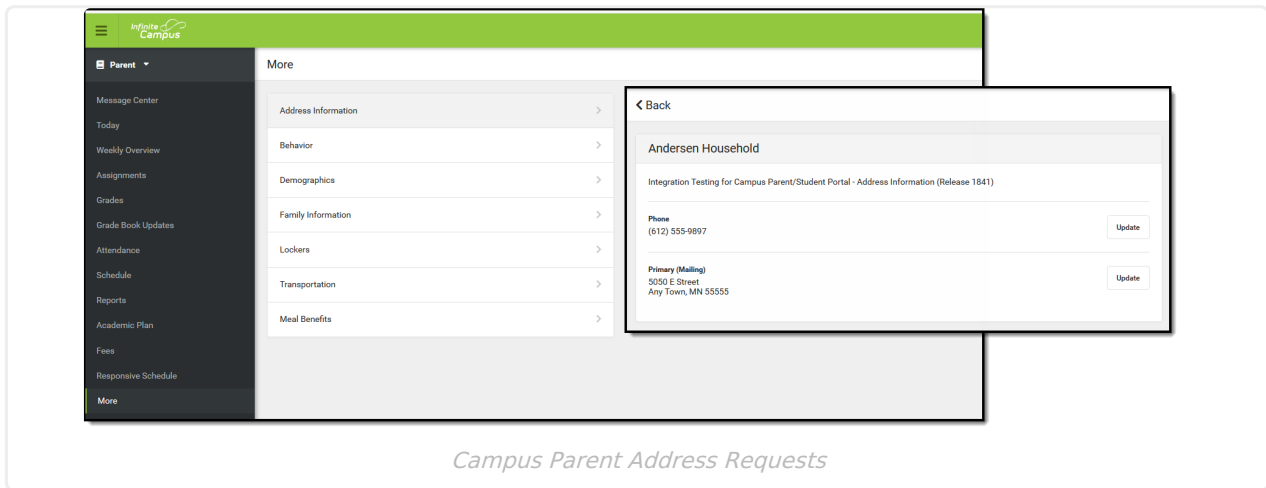 Infinite
Campus
Parent
More
Message Center
Today
Weekly Overview
Assignments
Grades
Grade Book Updates
Attendance
Schedule
Reports
Academic Plan
Fees
Responsive Schedule
More
Address Information
Behavior
Demographics
Family Information
Lockers
Transportation
Meal Benefits
Back
Andersen Household
Integration Testing for Campus Parent/Student Portal - Address Information (Release 1841)
Phone
(612) 555-9897
Update
Primary (Mailing)
5050 E Street
Any Town, MN 55555
Update
Campus Parent Address Requests